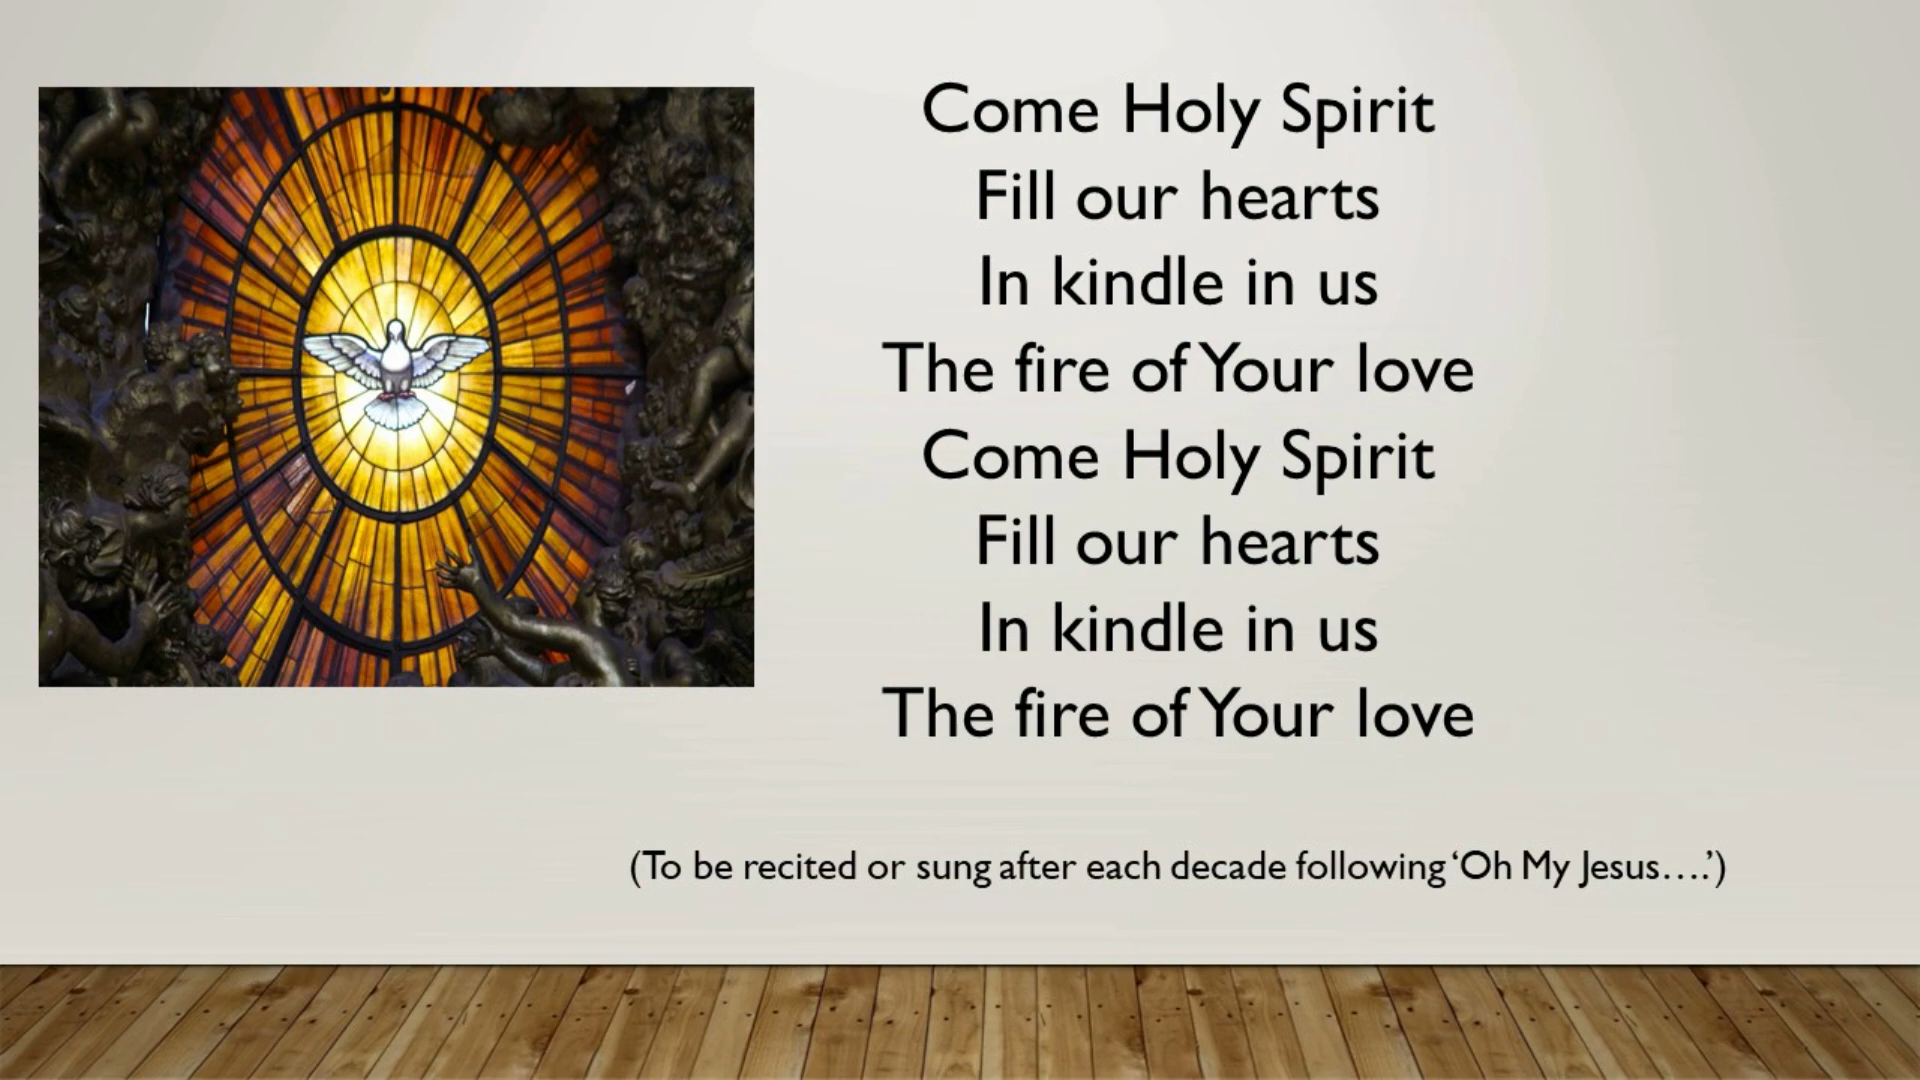 Come Holy Spirit
Fill our hearts
In kindle in us
The fire of Your love
Come Holy Spirit
Fill our hearts
In kindle in us
The fire of Your love
(To be recited or sung after each decade following ‘Oh My Jesus….’)